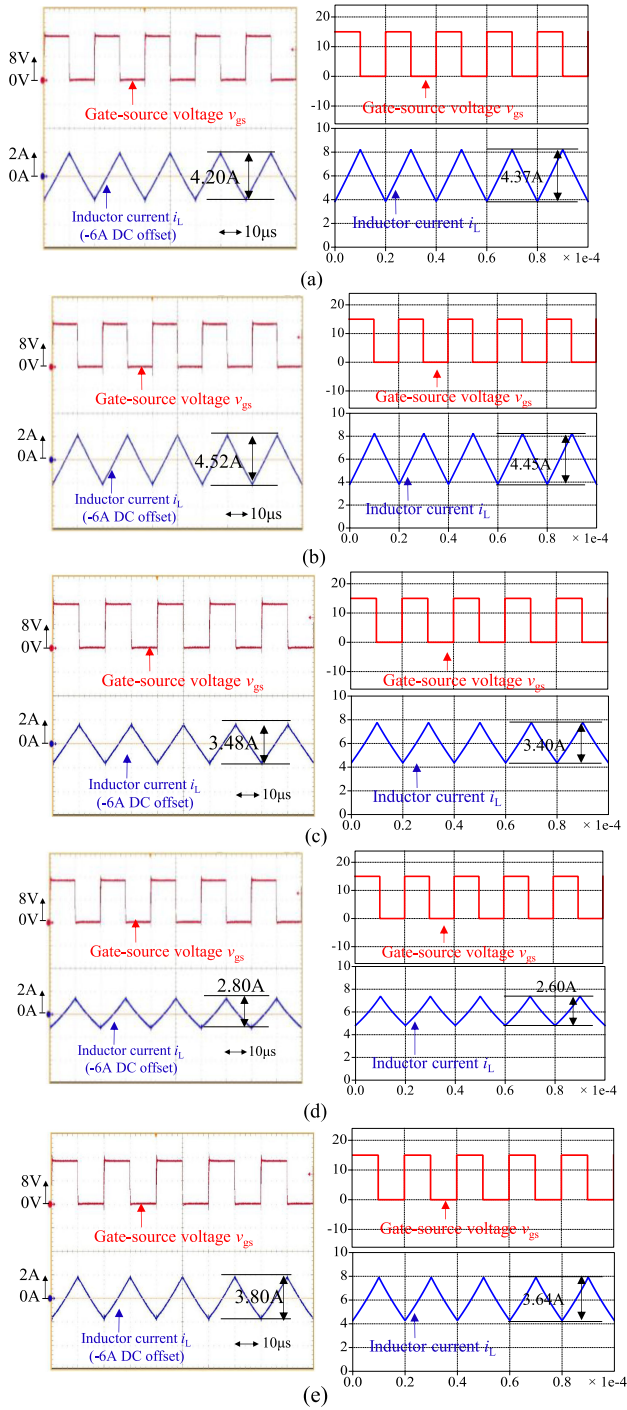 8V
0V
Gate-source voltage vgs
2A
0A
4.20A
Inductor current iL
(-6A DC offset)
10μs
20
10
0
-10
Gate-source voltage vgs
10
8
6
4
2
0
4.37A
Inductor current iL
0.0 0.2 0.4 0.6 0.8 × 1e-4
(a)
8V
0V
Gate-source voltage vgs
2A
0A
4.52A
Inductor current iL
(-6A DC offset)
10μs
20
10
0
-10
Gate-source voltage vgs
10
8
6
4
2
0
4.45A
Inductor current iL
0.0 0.2 0.4 0.6 0.8 × 1e-4
(b)
8V
0V
Gate-source voltage vgs
2A
0A
3.48A
Inductor current iL
(-6A DC offset)
10μs
20
10
0
-10
Gate-source voltage vgs
10
8
6
4
2
0
3.40A
Inductor current iL
0.0 0.2 0.4 0.6 0.8 × 1e-4
(c)
8V
0V
Gate-source voltage vgs
2A
0A
2.80A
Inductor current iL
(-6A DC offset)
10μs
20
10
0
-10
Gate-source voltage vgs
10
8
6
4
2
0
2.60A
Inductor current iL
0.0 0.2 0.4 0.6 0.8 × 1e-4
(d)
8V
0V
Gate-source voltage vgs
2A
0A
3.80A
Inductor current iL
(-6A DC offset)
10μs
20
10
0
-10
Gate-source voltage vgs
10
8
6
4
2
0
3.64A
Inductor current iL
0.0 0.2 0.4 0.6 0.8 × 1e-4
(e)